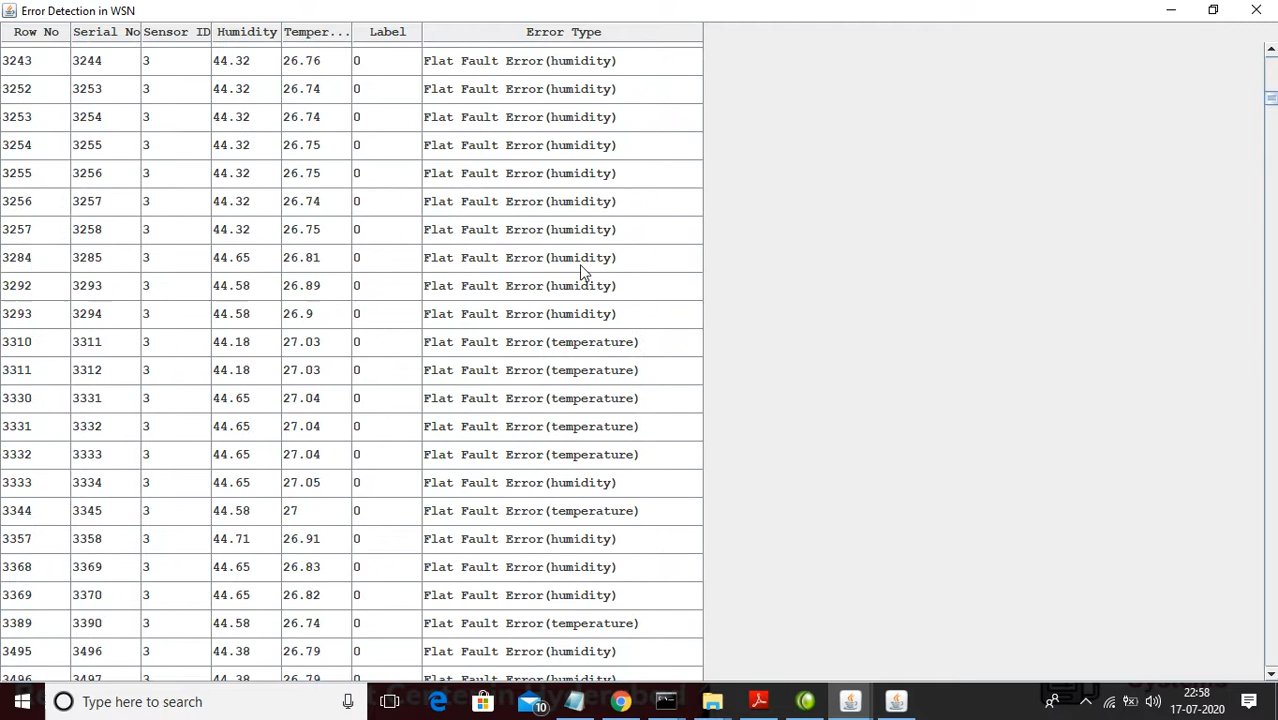 Error Detection in WSN
Row No Serial No Sensor ID Humidity Temper... Label Error Type
3243 3244 3 44.32 26.76 0 Flat Fault Error(humidity)
3252 3253 3 44.32 26.74 0 Flat Fault Error(humidity)
3253 3254 3 44.32 26.74 0 Flat Fault Error(humidity)
3254 3255 3 44.32 26.75 0 Flat Fault Error(humidity)
3255 3256 3 44.32 26.75 0 Flat Fault Error(humidity)
3256 3257 3 44.32 26.74 0 Flat Fault Error(humidity)
3257 3258 3 44.32 26.75 0 Flat Fault Error(humidity)
3284 3285 3 44.65 26.81 0 Flat Fault Error(humidity)
3292 3293 3 44.58 26.89 0 Flat Fault Error(humidity)
3293 3294 3 44.58 26.9 0 Flat Fault Error(humidity)
3310 3311 3 44.18 27.03 0 Flat Fault Error(temperature)
3311 3312 3 44.18 27.03 0 Flat Fault Error(temperature)
3330 3331 3 44.65 27.04 0 Flat Fault Error(temperature)
3331 3332 3 44.65 27.04 0 Flat Fault Error(temperature)
3332 3333 3 44.65 27.04 0 Flat Fault Error(temperature)
3333 3334 3 44.65 27.05 0 Flat Fault Error(humidity)
3344 3345 3 44.58 27 0 Flat Fault Error(temperature)
3357 3358 3 44.71 26.91 0 Flat Fault Error(humidity)
3368 3369 3 44.65 26.83 0 Flat Fault Error(humidity)
3369 3370 3 44.65 26.82 0 Flat Fault Error(humidity)
3389 3390 3 44.58 26.74 0 Flat Fault Error(temperature)
3495 3496 3 44.38 26.79 0 Flat Fault Error(humidity)
3496 3497 3 44.38 26.79 0 Flat Fault Error(humidity)
Type here to search
10
22:58
17-07-2020